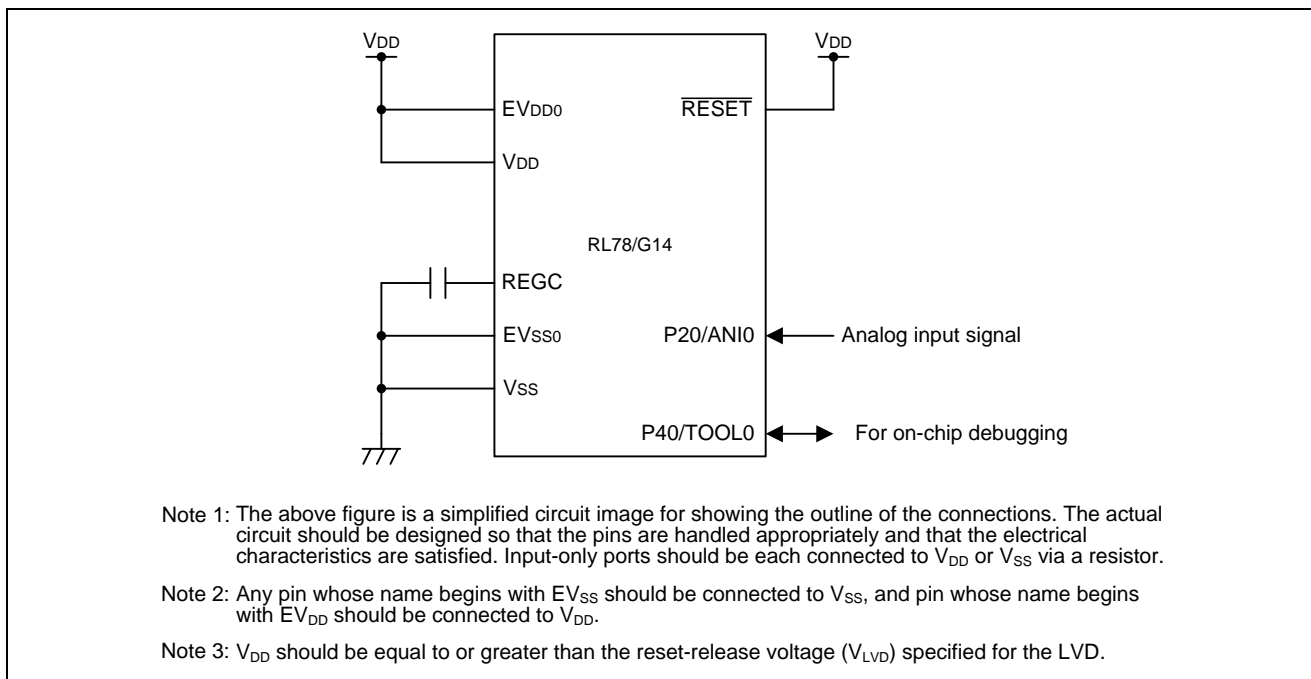 VDD
VDD
EVDD0
RESET
VDD
RL78/G14
REGC
EVSS0
P20/ANI0
Analog input signal
VSS
P40/TOOL0
For on-chip debugging
Note 1: The above figure is a simplified circuit image for showing the outline of the connections. The actual
circuit should be designed so that the pins are handled appropriately and that the electrical
characteristics are satisfied. Input-only ports should be each connected to VDD or VSS via a resistor.
Note 2: Any pin whose name begins with EVSS should be connected to VSS, and pin whose name begins
with EVDD should be connected to VDD.
Note 3: VDD should be equal to or greater than the reset-release voltage (VLVD) specified for the LVD.